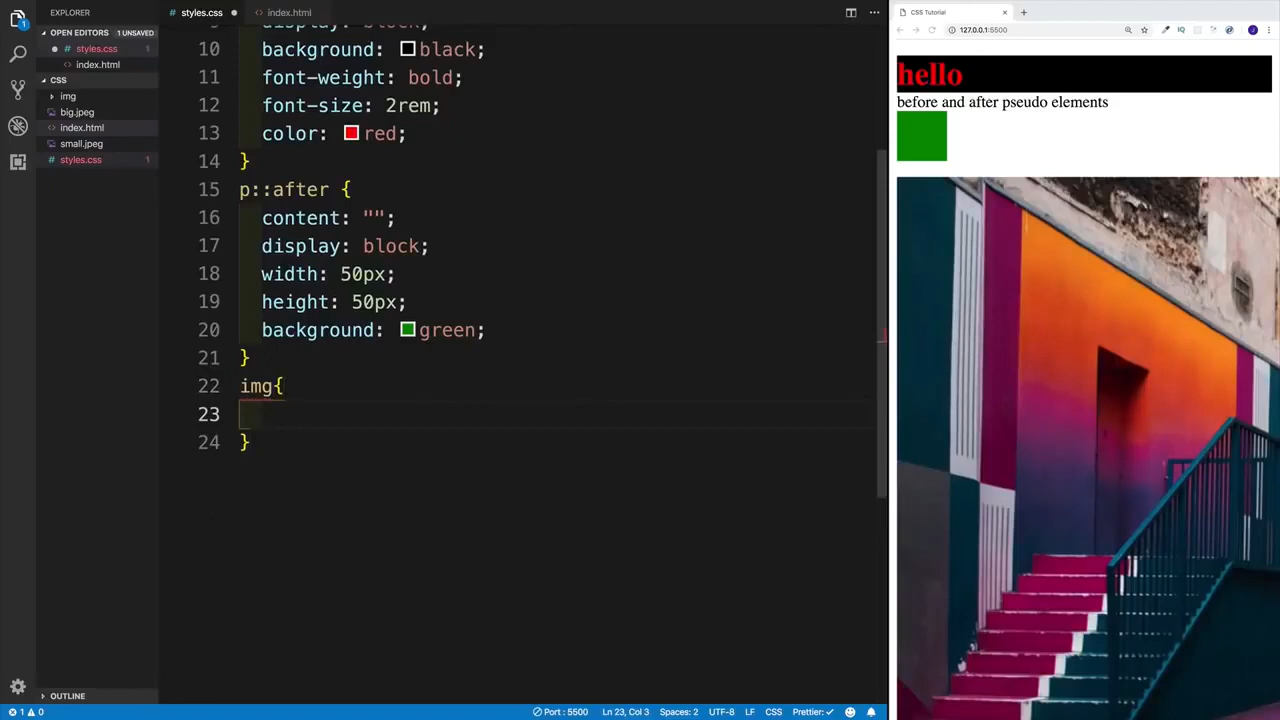 EXPLORER
OPEN EDITORS 1 UNSAVED
styles.css 1
index.html
CSS
img
big.jpeg
index.html
small.jpeg
# styles.css 1
OUTLINE
# styles.css
index.html
10 background: black;
11 font-weight: bold;
12 font-size: 2rem;
13 color: red;
14 }
15 p::after {
16 content: "";
17 display: block;
18 width: 50px;
19 height: 50px;
20 background: green;
21 }
22 img{
23
24 }
1 0
Port : 5500 Ln 23, Col 3 Spaces: 2 UTF-8 LF CSS Prettier: ✓
CSS Tutorial
127.0.0.1:5500
hello
before and after pseudo elements